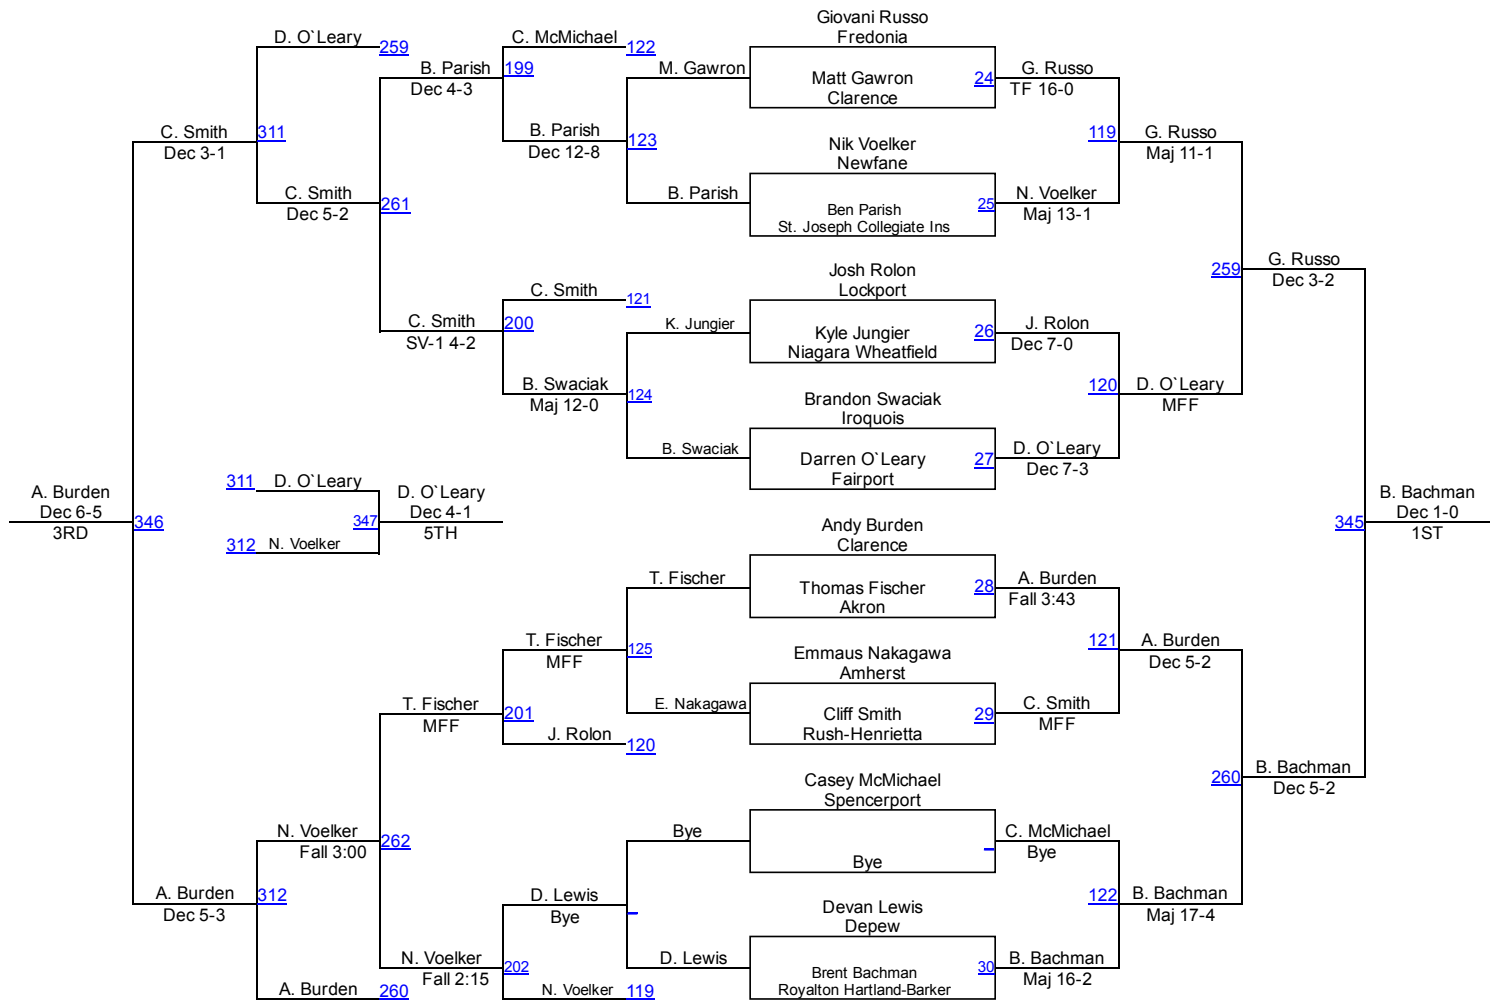 Giovani Russo
Fredonia
D. O`Leary
259
C. McMichael
122
B. Parish
199
Dec 4-3
M. Gawron
Matt Gawron
Clarence
24
G. Russo
TF 16-0
C. Smith
311
Dec 3-1
B. Parish
123
Dec 12-8
Nik Voelker
Newfane
119
G. Russo
Maj 11-1
C. Smith
261
Dec 5-2
B. Parish
Ben Parish
St. Joseph Collegiate Ins
25
N. Voelker
Maj 13-1
Josh Rolon
Lockport
259
G. Russo
Dec 3-2
C. Smith
121
C. Smith
200
SV-1 4-2
K. Jungier
Kyle Jungier
Niagara Wheatfield
26
J. Rolon
Dec 7-0
B. Swaciak
124
Maj 12-0
Brandon Swaciak
Iroquois
120
D. O`Leary
MFF
B. Swaciak
Darren O`Leary
Fairport
27
D. O`Leary
Dec 7-3
A. Burden
Dec 6-5
346
3RD
311
D. O`Leary
347
312
N. Voelker
D. O`Leary
Dec 4-1
5TH
345
B. Bachman
Dec 1-0
1ST
Andy Burden
Clarence
T. Fischer
Thomas Fischer
Akron
28
A. Burden
Fall 3:43
T. Fischer
125
MFF
Emmaus Nakagawa
Amherst
121
A. Burden
Dec 5-2
T. Fischer
201
MFF
E. Nakagawa
Cliff Smith
Rush-Henrietta
29
C. Smith
MFF
J. Rolon
120
Casey McMichael
Spencerport
260
B. Bachman
Dec 5-2
N. Voelker
262
Fall 3:00
Bye
Bye
C. McMichael
Bye
A. Burden
312
Dec 5-3
D. Lewis
Bye
Devan Lewis
Depew
122
B. Bachman
Maj 17-4
N. Voelker
202
Fall 2:15
D. Lewis
Brent Bachman
Royalton Hartland-Barker
30
B. Bachman
Maj 16-2
A. Burden
260
N. Voelker
119